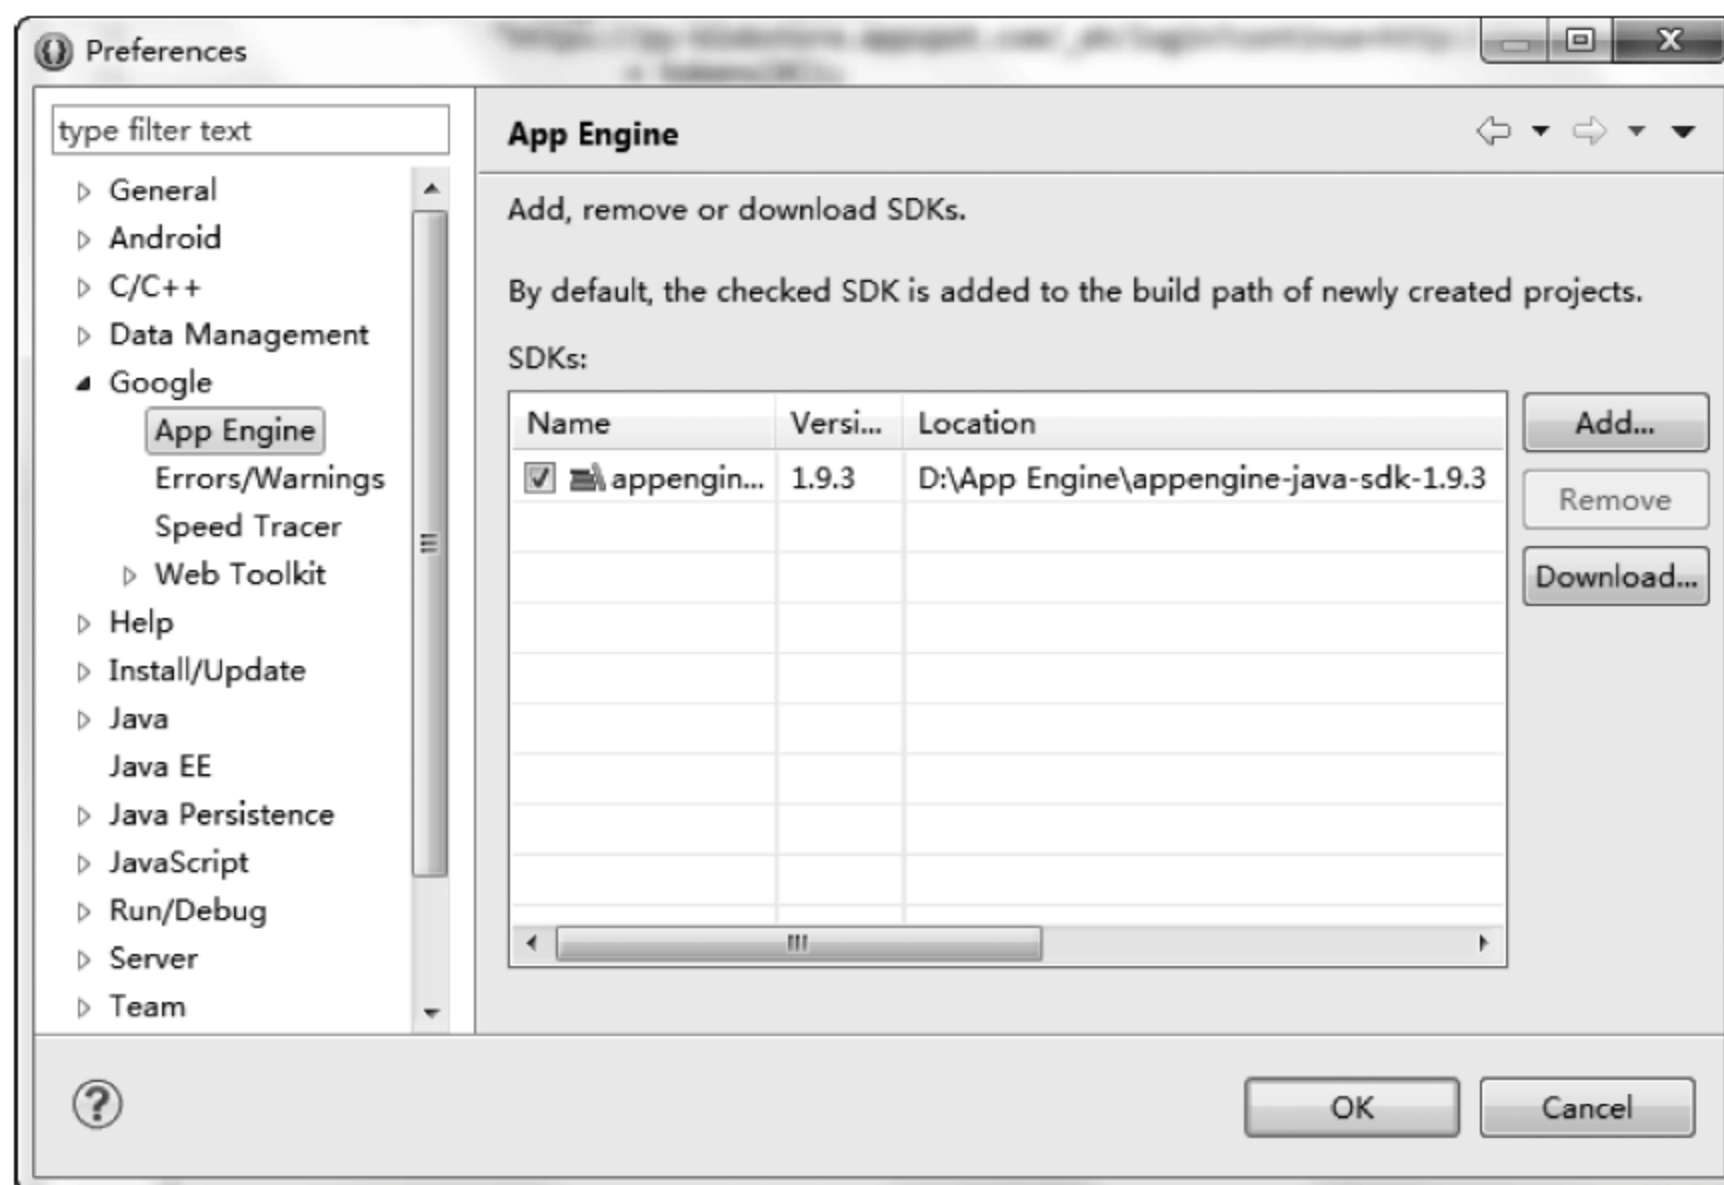 Preferences
type filter text
General
Android
C/C++
Data Management
Google
App Engine
Errors/Warnings
Speed Tracer
Web Toolkit
Help
Install/Update
Java
Java EE
Java Persistence
JavaScript
Run/Debug
Server
Team
App Engine
Add, remove or download SDKs.
By default, the checked SDK is added to the build path of newly created projects.
SDKs:
Name Versi... Location
appengin... 1.9.3 D:\App Engine\appengine-java-sdk-1.9.3
Add...
Remove
Download...
OK Cancel